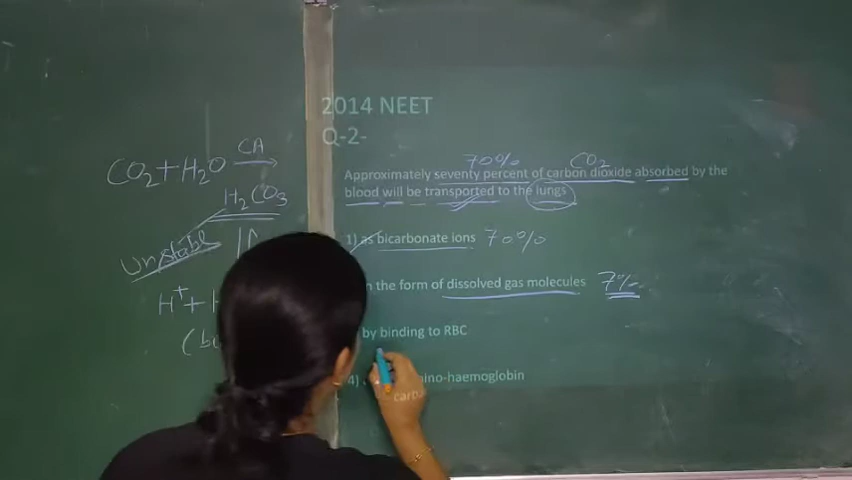 2014 NEET
Q-2-
70% CO2
Approximately seventy percent of carbon dioxide absorbed by the
blood will be transported to the lungs
1) as bicarbonate ions 70%
the form of dissolved gas molecules 7%
by binding to RBC
4) carba ino-haemoglobin
CO2+H2O CA
H2CO3
Unstable
H+ +
(b